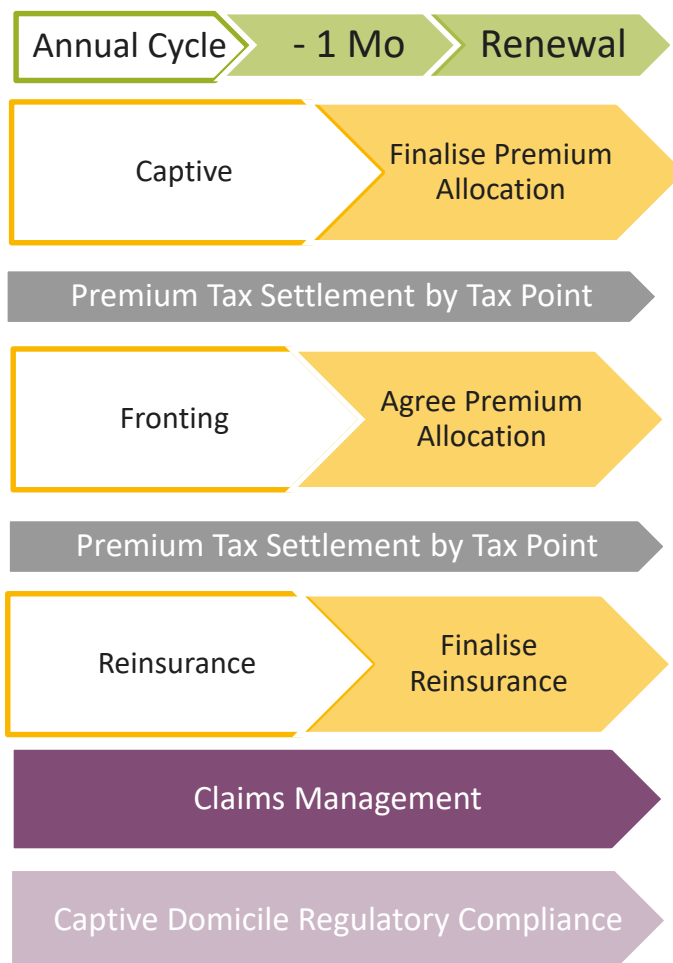 Annual Cycle - 1 Mo Renewal
Captive
Finalise Premium
Allocation
Premium Tax Settlement by Tax Point
Fronting
Agree Premium
Allocation
Premium Tax Settlement by Tax Point
Reinsurance
Finalise
Reinsurance
Claims Management
Captive Domicile Regulatory Compliance